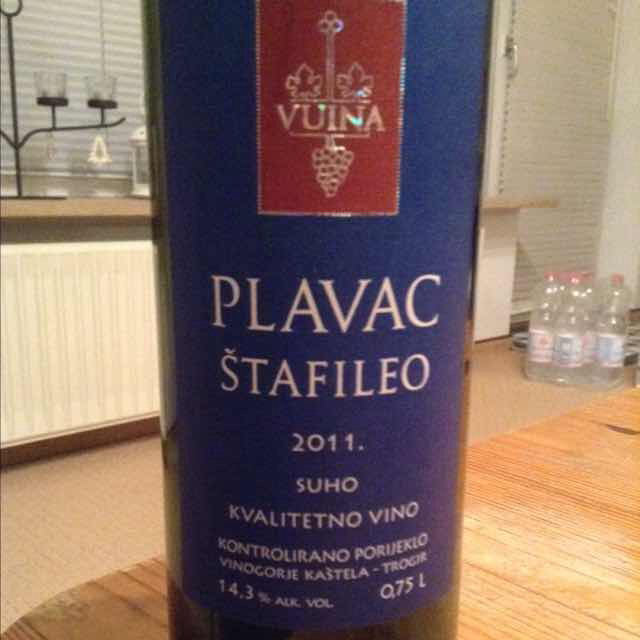 VUINA
PLAVAC
ŠTAFILEO
2011.
SUHO
KVALITETNO VINO
KONTROLIRANO PORIJEKLO
VINOGORJE KAŠTELA - TROGIR
14.3 % ALK. VOL. 0,75 L